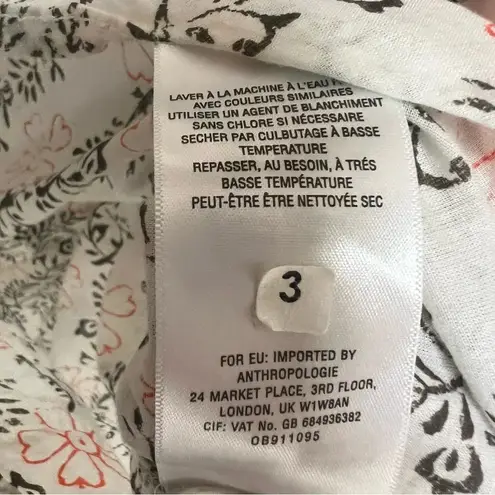 LAVER À LA MACHINE À L'EAU
AVEC COULEURS SIMILAIRES
UTILISER UN AGENT DE BLANCHIMENT
SANS CHLORE SI NÉCESSAIRE
SECHER PAR CULBUTAGE À BASSE
TEMPERATURE
REPASSER, AU BESOIN, À TRÉS
BASSE TEMPÉRATURE
PEUT-ÊTRE ÊTRE NETTOYÉE SEC
3
FOR EU: IMPORTED BY
ANTHROPOLOGIE
24 MARKET PLACE, 3RD FLOOR,
LONDON, UK W1W8AN
CIF: VAT No. GB 684936382
OB911095